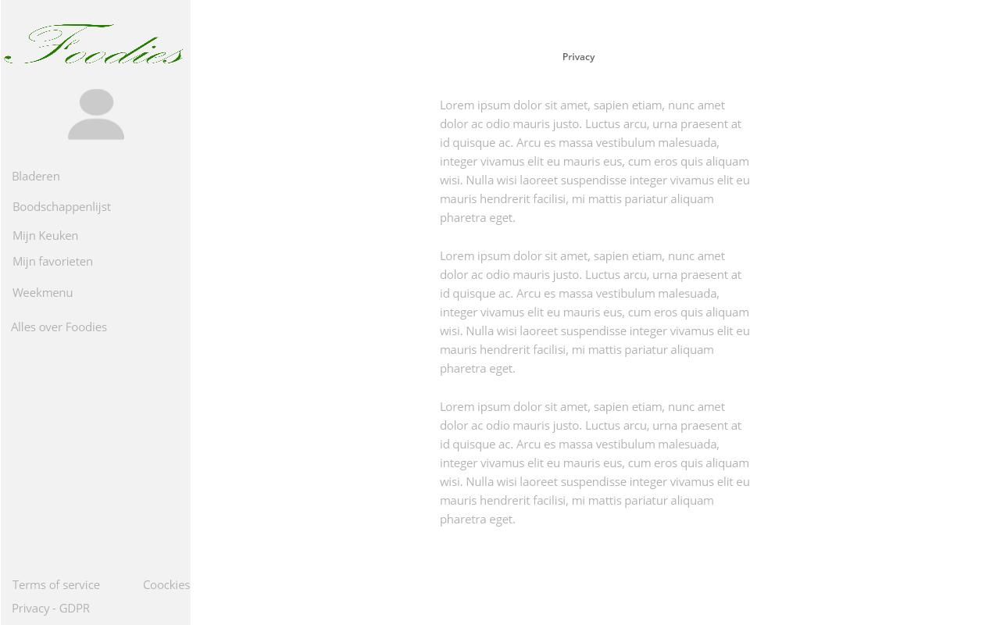 Foodies
Bladeren
Boodschappenlijst
Mijn Keuken
Mijn favorieten
Weekmenu
Alles over Foodies
Terms of service
Coockies
Privacy - GDPR
Privacy
Lorem ipsum dolor sit amet, sapien etiam, nunc amet
dolor ac odio mauris justo. Luctus arcu, urna praesent at
id quisque ac. Arcu es massa vestibulum malesuada,
integer vivamus elit eu mauris eus, cum eros quis aliquam
wisi. Nulla wisi laoreet suspendisse integer vivamus elit eu
mauris hendrerit facilisi, mi mattis pariatur aliquam
pharetra eget.
Lorem ipsum dolor sit amet, sapien etiam, nunc amet
dolor ac odio mauris justo. Luctus arcu, urna praesent at
id quisque ac. Arcu es massa vestibulum malesuada,
integer vivamus elit eu mauris eus, cum eros quis aliquam
wisi. Nulla wisi laoreet suspendisse integer vivamus elit eu
mauris hendrerit facilisi, mi mattis pariatur aliquam
pharetra eget.
Lorem ipsum dolor sit amet, sapien etiam, nunc amet
dolor ac odio mauris justo. Luctus arcu, urna praesent at
id quisque ac. Arcu es massa vestibulum malesuada,
integer vivamus elit eu mauris eus, cum eros quis aliquam
wisi. Nulla wisi laoreet suspendisse integer vivamus elit eu
mauris hendrerit facilisi, mi mattis pariatur aliquam
pharetra eget.